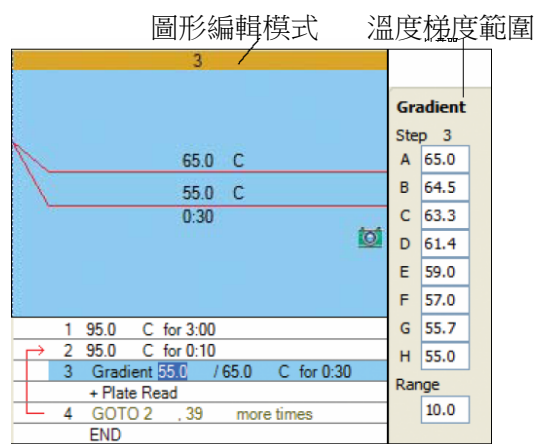 圖形編輯模式 溫度梯度範圍
3
65.0 C
55.0 C
0:30
1 95.0 C for 3:00
2 95.0 C for 0:10
3 Gradient 55.0 / 65.0 C for 0:30
+ Plate Read
4 GOTO 2 , 39 more times
END
Gradient
Step 3
A 65.0
B 64.5
C 63.3
D 61.4
E 59.0
F 57.0
G 55.7
H 55.0
Range
10.0